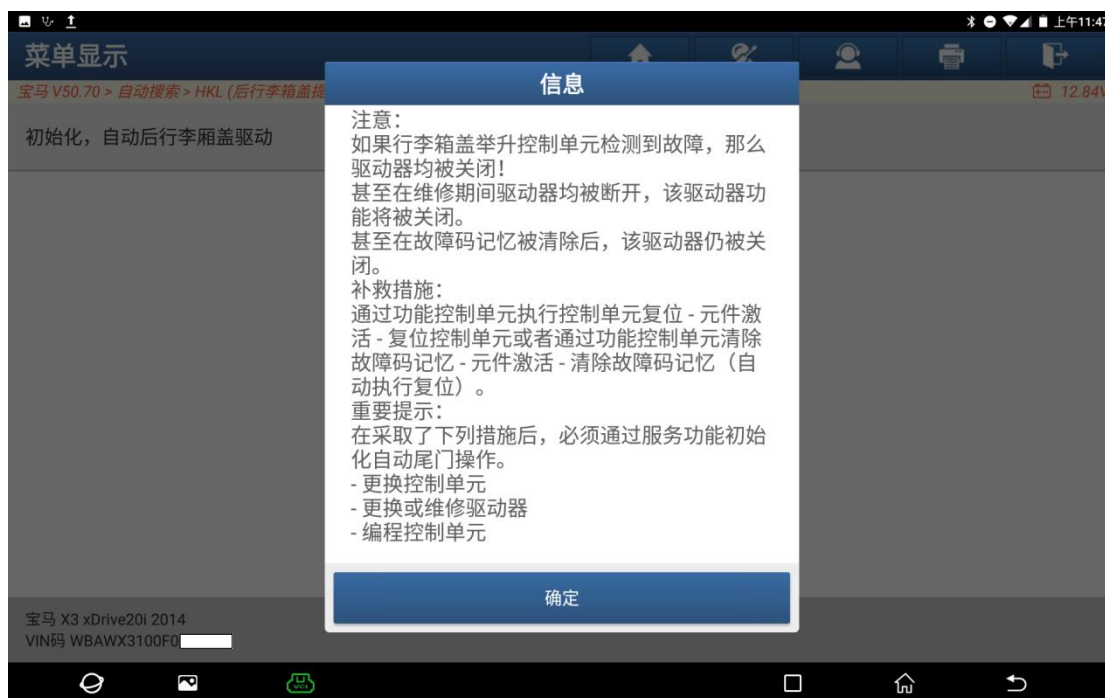 上午11:47
菜单显示
宝马 V50.70 > 自动搜索 > HKL (后行李箱盖提
12.84V
初始化，自动后行李厢盖驱动
信息
注意：
如果行李箱盖举升控制单元检测到故障，那么
驱动器均被关闭！
甚至在维修期间驱动器均被断开，该驱动器功
能将被关闭。
甚至在故障码记忆被清除后，该驱动器仍被关
闭。
补救措施：
通过功能控制单元执行控制单元复位 - 元件激
活 - 复位控制单元或者通过功能控制单元清除
故障码记忆 - 元件激活 - 清除故障码记忆（自
动执行复位）。
重要提示：
在采取了下列措施后，必须通过服务功能初始
化自动尾门操作。
- 更换控制单元
- 更换或维修驱动器
- 编程控制单元
确定
宝马 X3 xDrive20i 2014
VIN码 WBAWX3100F0
VCI